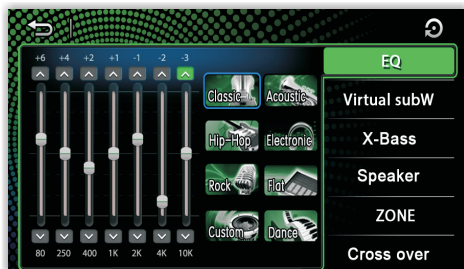 +6 +4 +2 +1 -1 -2 -3
EQ
Classic Acoustic
Virtual subW
Hip-Hop Electronic
X-Bass
Rock Flat
Speaker
ZONE
Custom Dance
80 250 400 1K 2K 4K 10K
Cross over